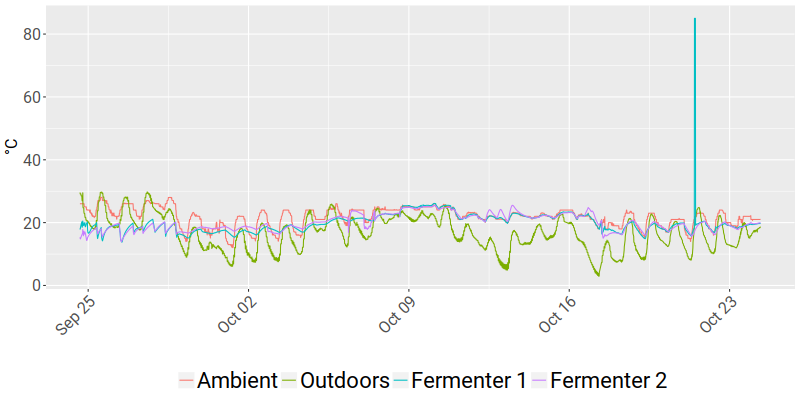 80
60
40
20
0
°C
Sep 25
Oct 02
Oct 09
Oct 16
Oct 23
Ambient Outdoors Fermenter 1 Fermenter 2